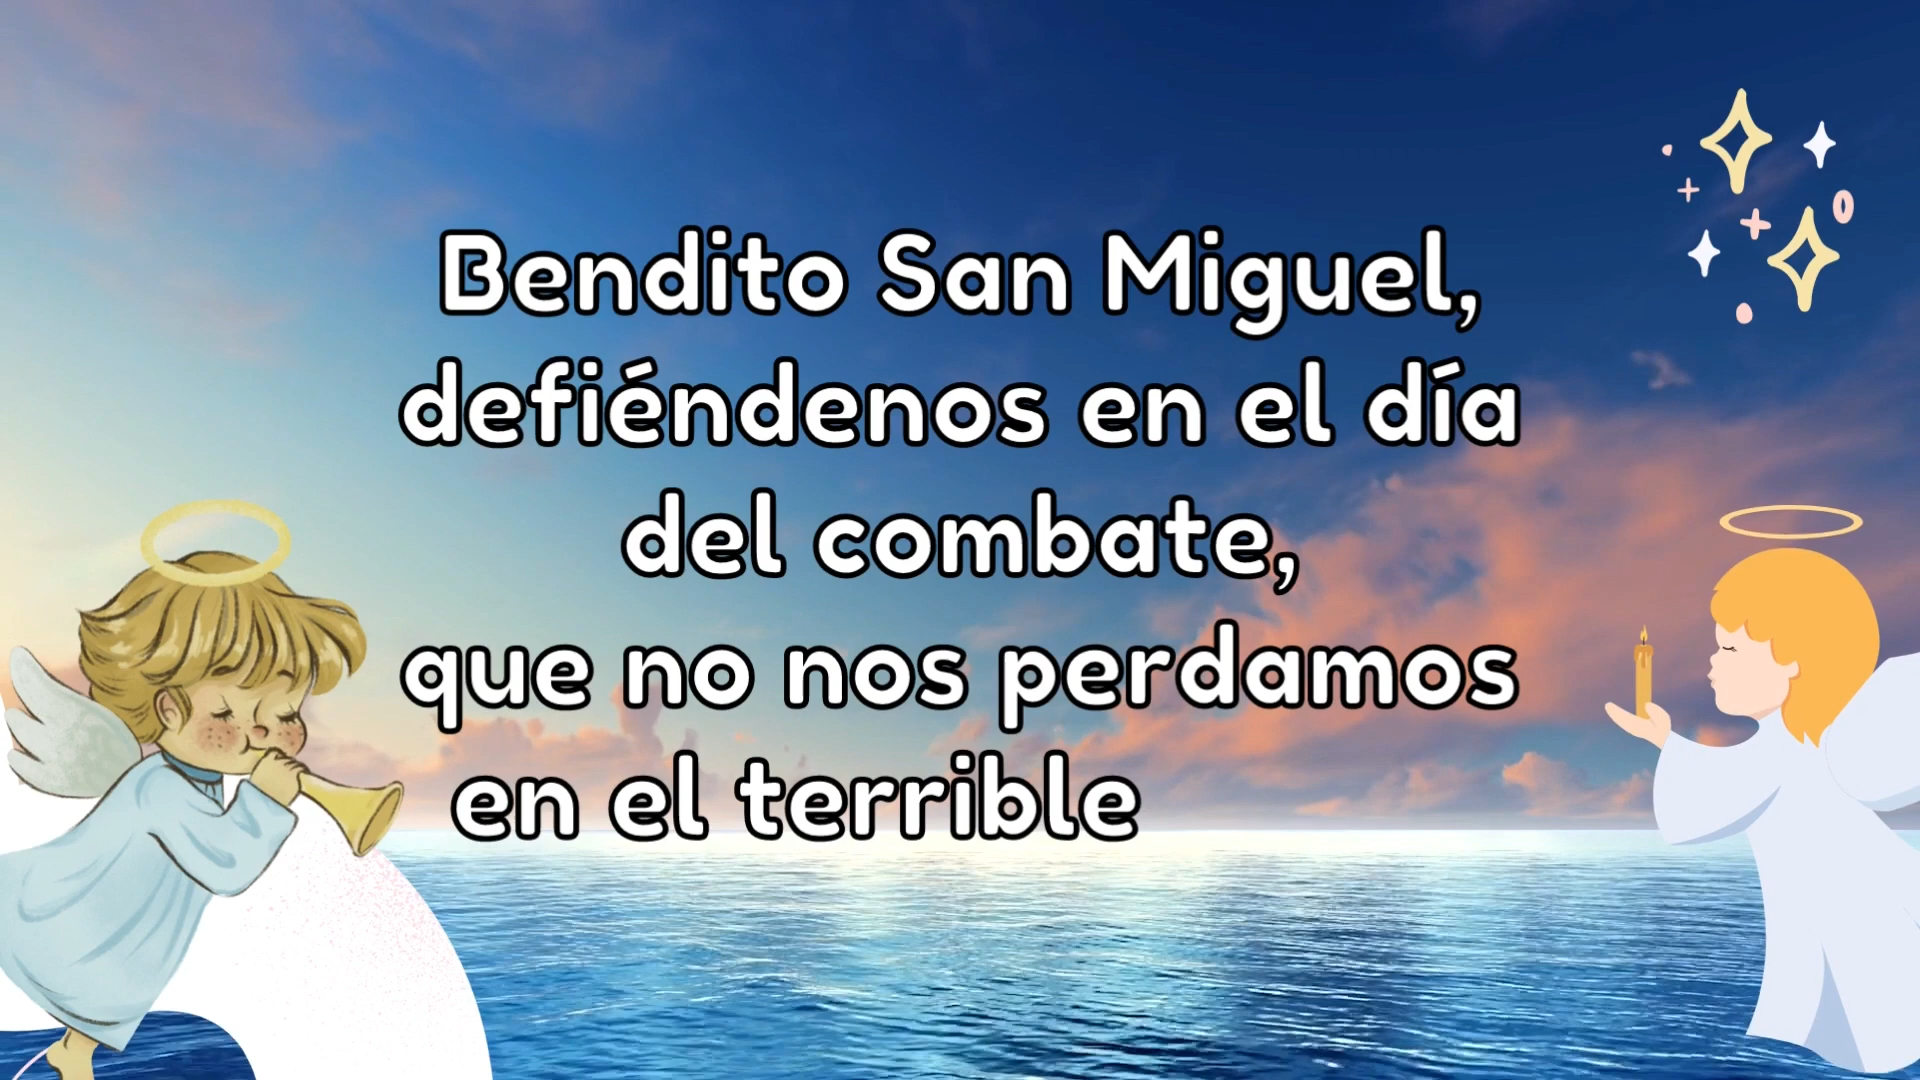 Bendito San Miguel,
defiéndenos en el día
del combate,
que no nos perdamos
en el terrible